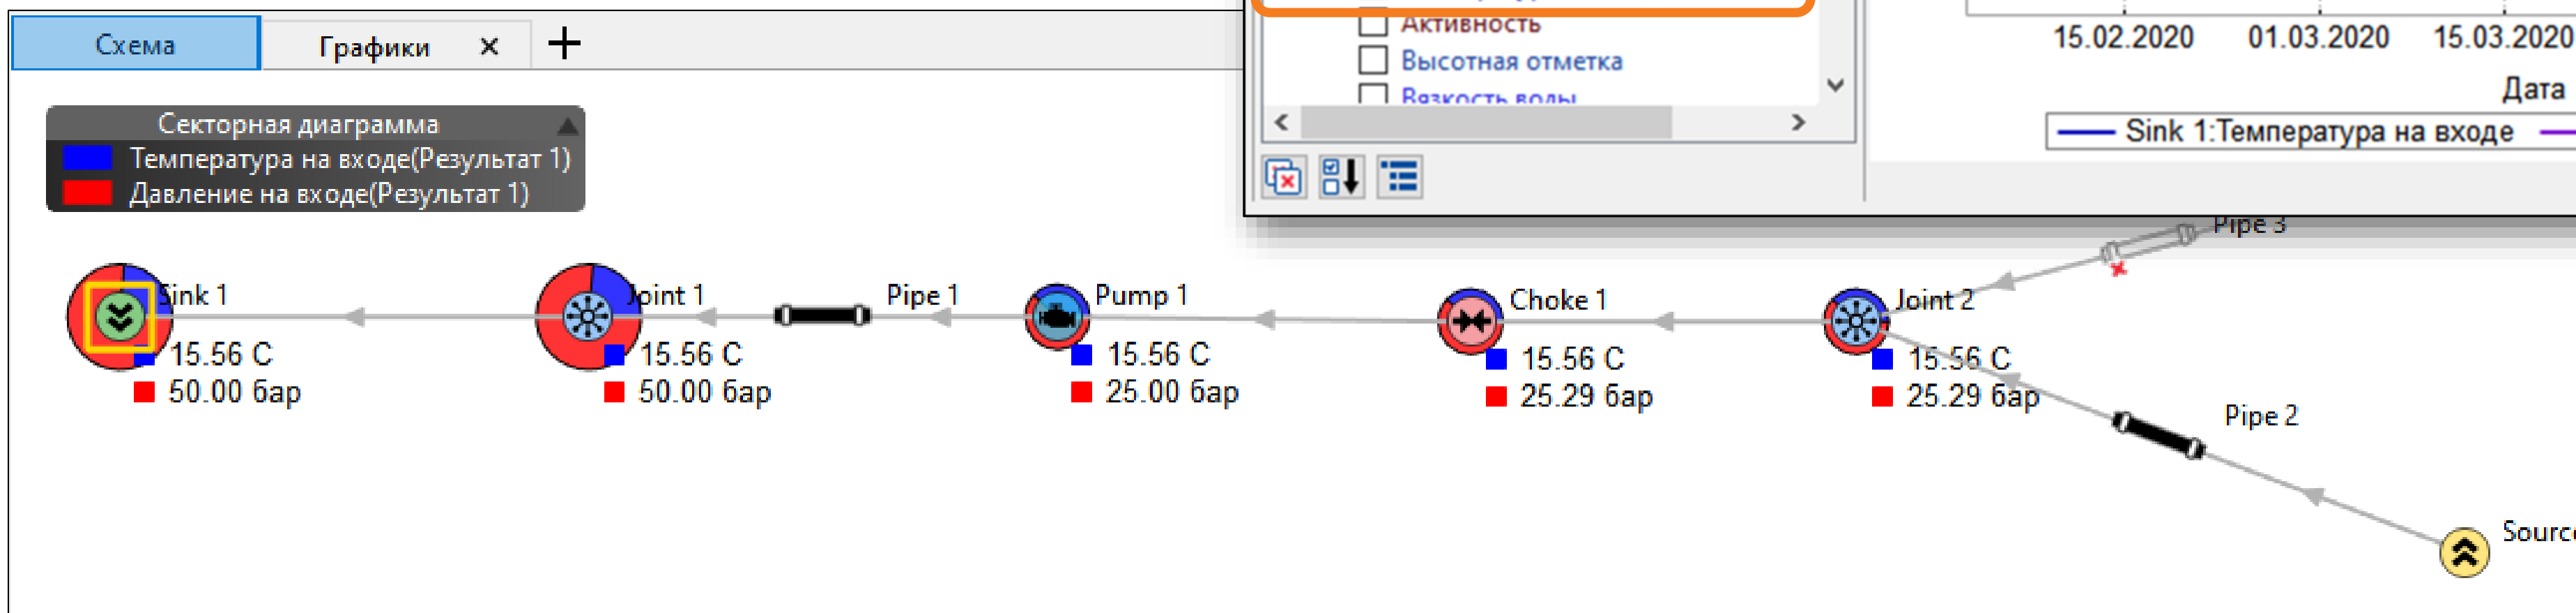 Схема
Графики
Активность
Высотная отметка
Вязкость воды
15.02.2020 01.03.2020 15.03.2020
Дата
Sink 1:Температура на входе
Секторная диаграмма
Температура на входе(Результат 1)
Давление на входе(Результат 1)
Pipe 3
Sink 1
15.56 C
50.00 бар
Joint 1
15.56 C
50.00 бар
Pipe 1
Pump 1
15.56 C
25.00 бар
Choke 1
15.56 C
25.29 бар
Joint 2
15.56 C
25.29 бар
Pipe 2